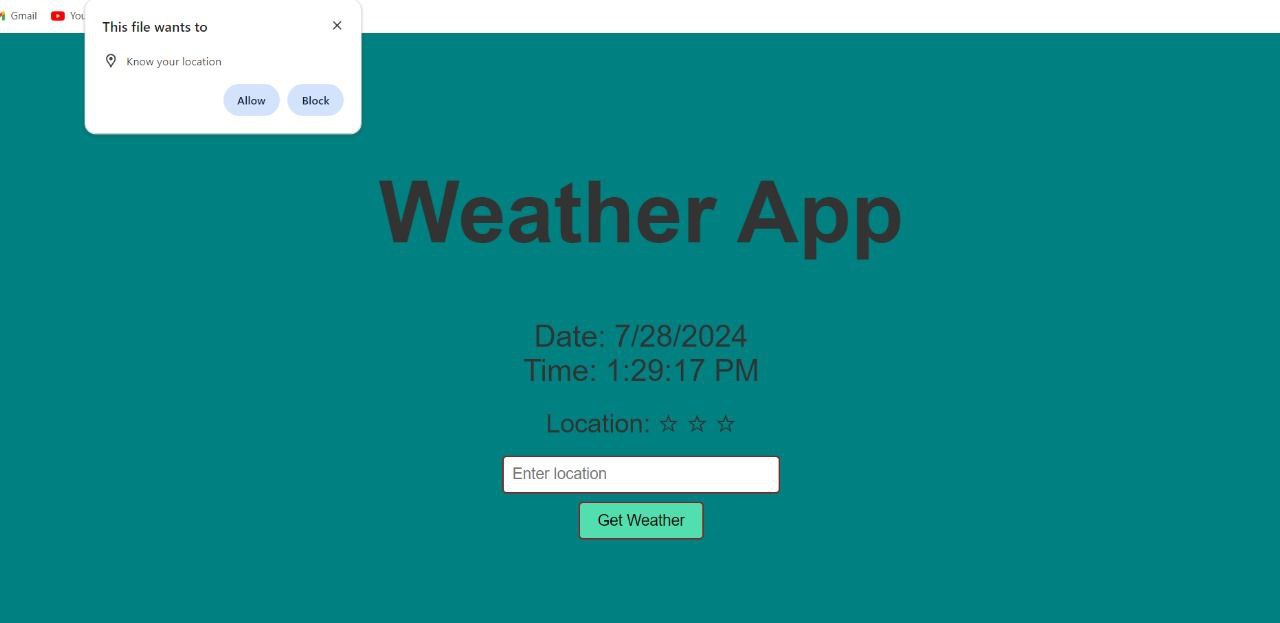 Gmail
You
This file wants to
Know your location
Allow Block
Weather App
Date: 7/28/2024
Time: 1:29:17 PM
Location: ☆ ☆ ☆
Enter location
Get Weather